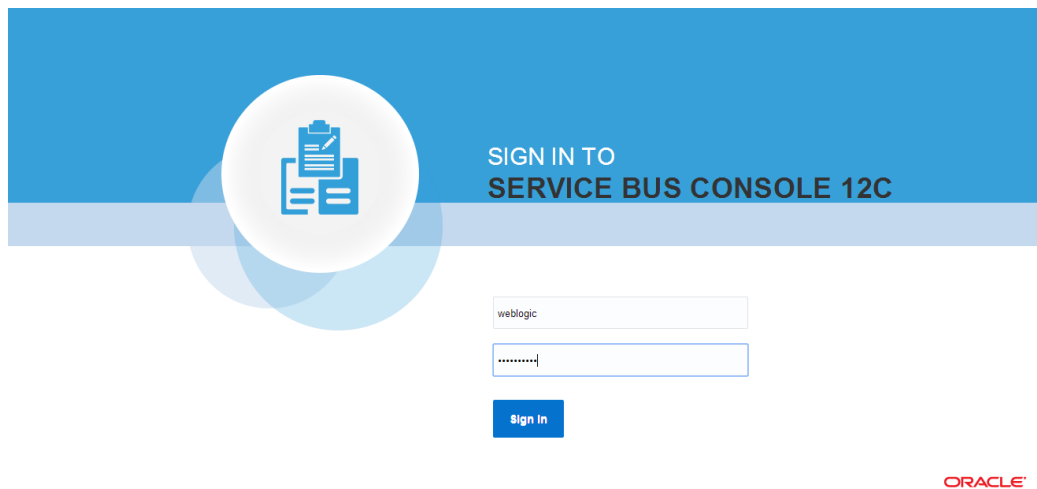 SIGN IN TO
SERVICE BUS CONSOLE 12C
weblogic
••••••••••
Sign In
ORACLE